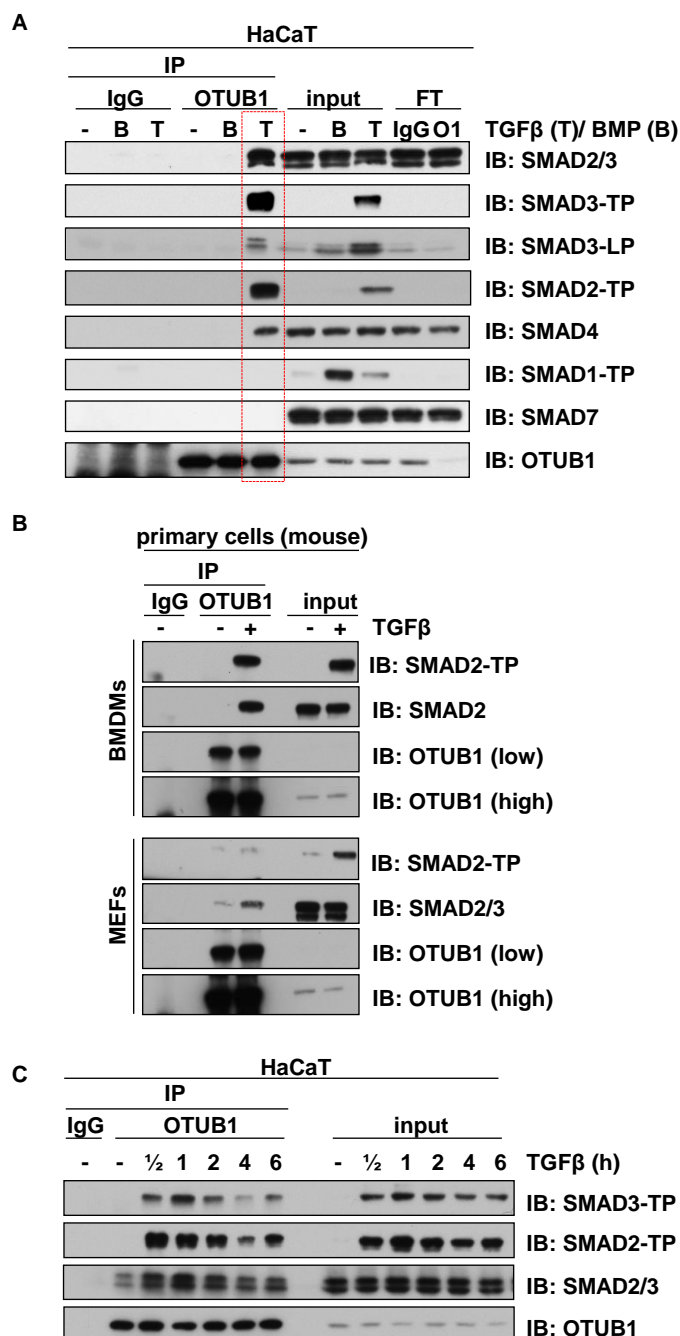 A
HaCaT
IP
IgG OTUB1 input FT
- B T - B T - B T IgG O1 TGFβ (T)/ BMP (B)
IB: SMAD2/3
IB: SMAD3-TP
IB: SMAD3-LP
IB: SMAD2-TP
IB: SMAD4
IB: SMAD1-TP
IB: SMAD7
IB: OTUB1
B
primary cells (mouse)
IP
IgG OTUB1 input
- - + - + TGFβ
BMDMs
IB: SMAD2-TP
IB: SMAD2
IB: OTUB1 (low)
IB: OTUB1 (high)
MEFs
IB: SMAD2-TP
IB: SMAD2/3
IB: OTUB1 (low)
IB: OTUB1 (high)
C
HaCaT
IP
IgG OTUB1 input
- - ½ 1 2 4 6 - ½ 1 2 4 6 TGFβ (h)
IB: SMAD3-TP
IB: SMAD2-TP
IB: SMAD2/3
IB: OTUB1